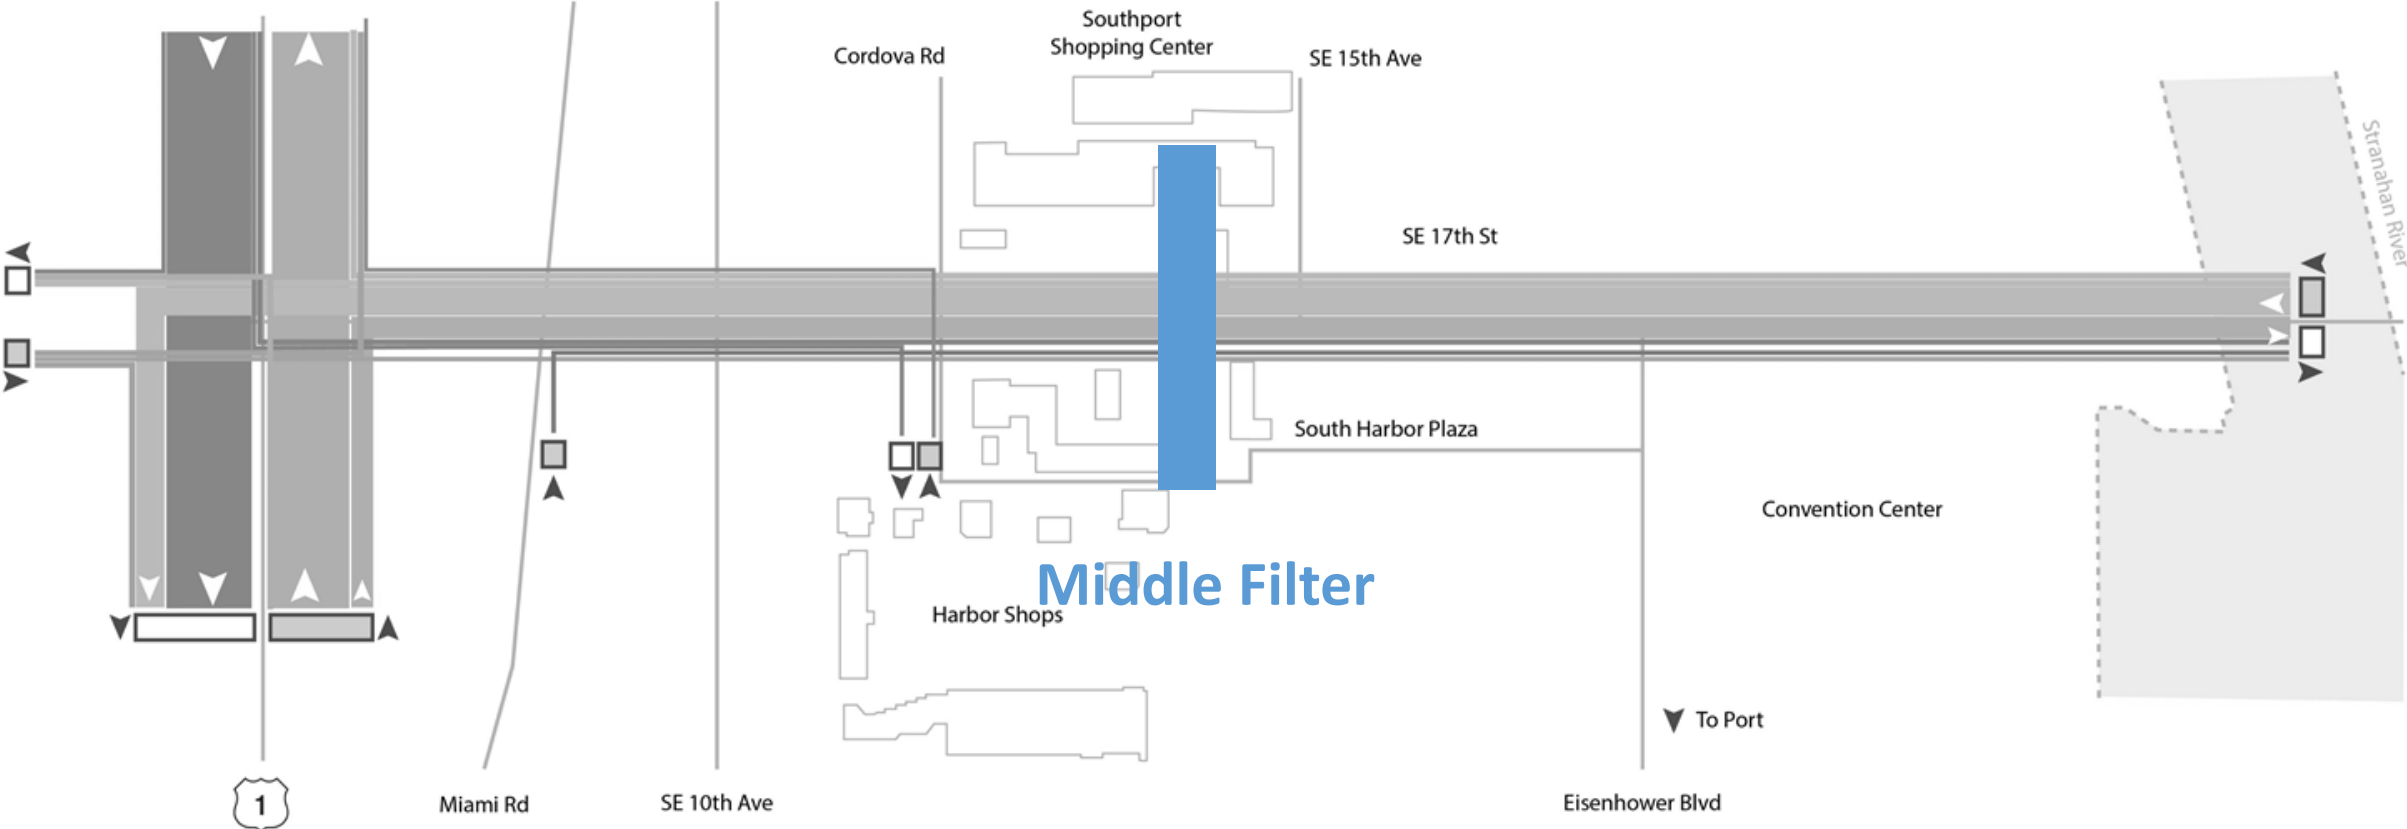 Southport
Shopping Center
Cordova Rd
SE 15th Ave
Stranahan River
SE 17th St
South Harbor Plaza
Convention Center
Middle Filter
Harbor Shops
To Port
1
Miami Rd
SE 10th Ave
Eisenhower Blvd